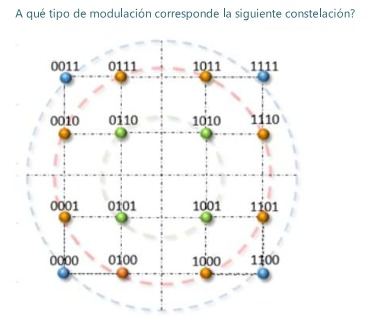 A qué tipo de modulación corresponde la siguiente constelación?
0011 0111 1011 1111
0010 0110 1010 1110
0001 0101 1001 1101
0000 0100 1000 1100